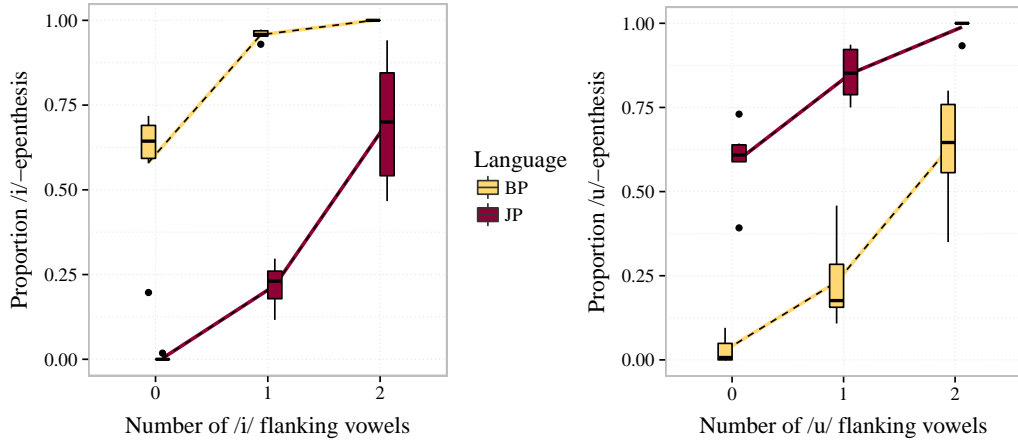 Proportion /i/−epenthesis
1.00
0.75
0.50
0.25
0.00
0 1 2
Number of /i/ flanking vowels
Language
BP
JP
Proportion /u/−epenthesis
1.00
0.75
0.50
0.25
0.00
0 1 2
Number of /u/ flanking vowels